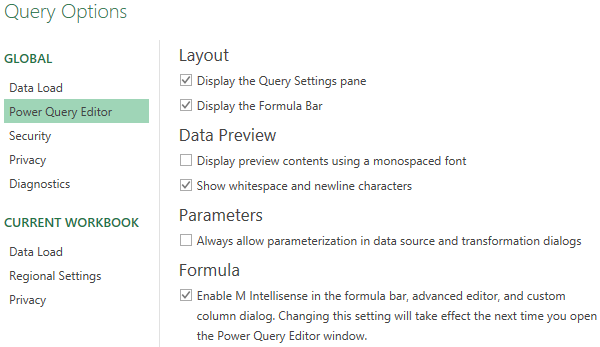 Query Options
GLOBAL
Data Load
Power Query Editor
Security
Privacy
Diagnostics
CURRENT WORKBOOK
Data Load
Regional Settings
Privacy
Layout
Display the Query Settings pane
Display the Formula Bar
Data Preview
Display preview contents using a monospaced font
Show whitespace and newline characters
Parameters
Always allow parameterization in data source and transformation dialogs
Formula
Enable M Intellisense in the formula bar, advanced editor, and custom
column dialog. Changing this setting will take effect the next time you open
the Power Query Editor window.